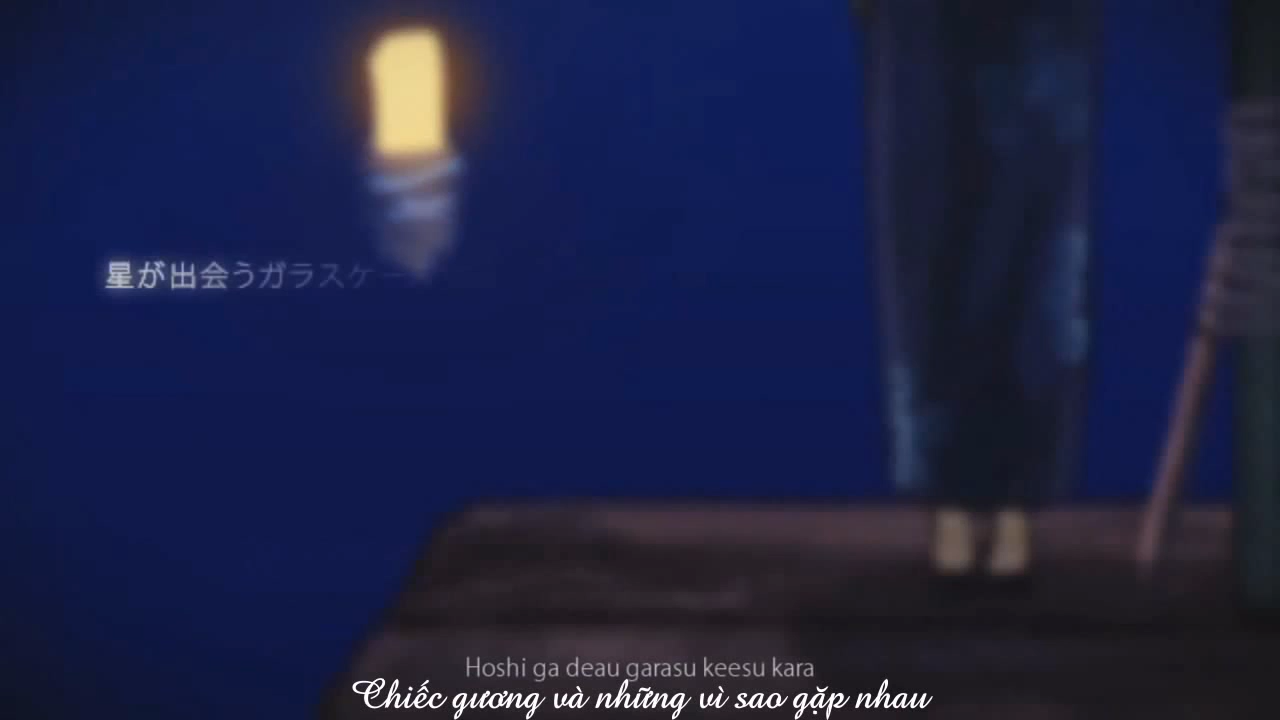 星が出会うガラスケー
Hoshi ga deau garasu keesu kara
Chiếc gương và những vì sao gặp nhau